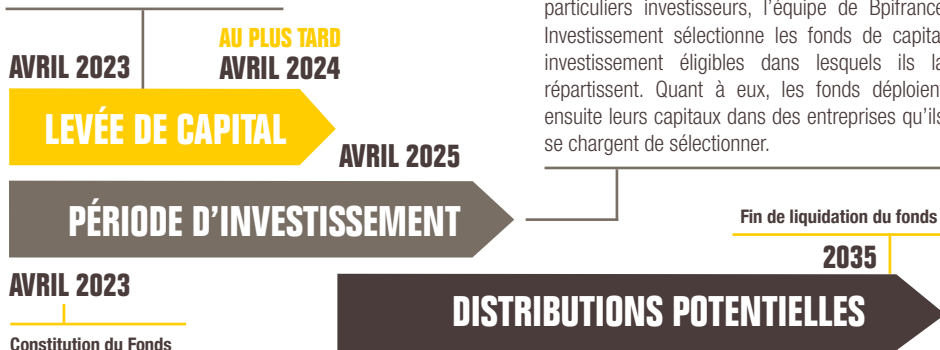 particuliers investisseurs, l'équipe de Bpifrance
Investissement sélectionne les fonds de capital
investissement éligibles dans lesquels ils la
répartissent. Quant à eux, les fonds déploient
ensuite leurs capitaux dans des entreprises qu'ils
se chargent de sélectionner.
AU PLUS TARD
AVRIL 2023
AVRIL 2024
LEVÉE DE CAPITAL
AVRIL 2025
PÉRIODE D'INVESTISSEMENT
Fin de liquidation du fonds
2035
AVRIL 2023
DISTRIBUTIONS POTENTIELLES
Constitution du Fonds